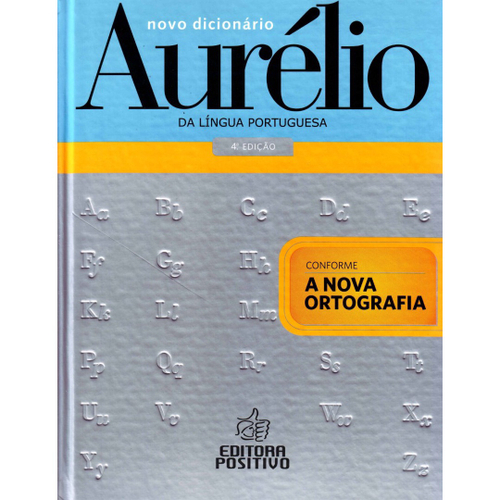 novo dicionário
Aurélio
DA LÍNGUA PORTUGUESA
4ª EDIÇÃO
Aa Bb Cc Dd Ee
Ff Gg Hh
CONFORME
A NOVA
ORTOGRAFIA
Kk Ll Mm
Pp Qq Rr Ss Tt
Uu Vv Ww Xx
Yy Zz
EDITORA
POSITIVO